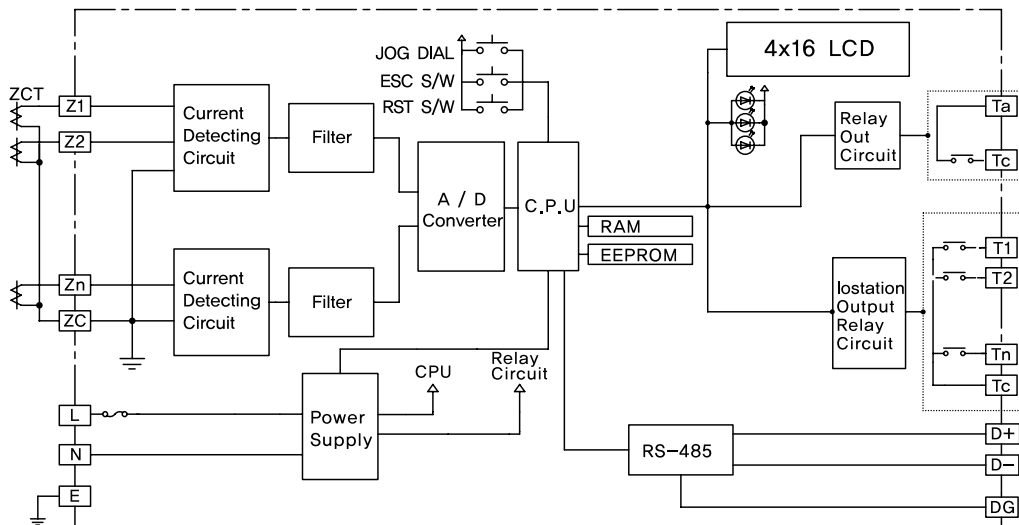 4x16 LCD
JOG DIAL
ESC S/W
RST S/W
ZCT
Z1
Z2
Current
Detecting
Circuit
Filter
Relay
Out
Circuit
Ta
Tc
A / D
Converter
C.P.U
RAM
EEPROM
Zn
ZC
Current
Detecting
Circuit
Filter
Iostation
Output
Relay
Circuit
T1
T2
Tn
Tc
CPU
Relay
Circuit
L
N
E
Power
Supply
RS-485
D+
D-
DG